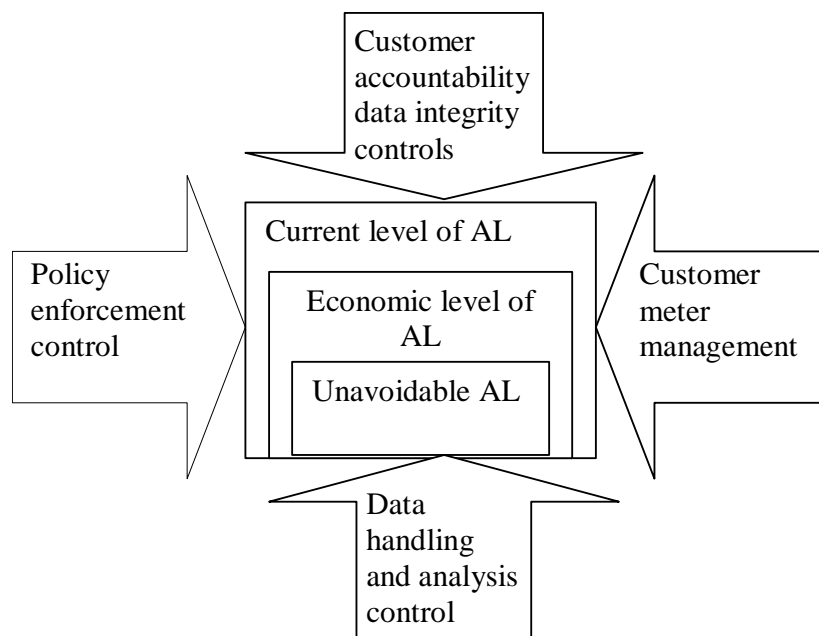 Customer
accountability
data integrity
controls
Current level of AL
Policy
enforcement
control
Economic level of
AL
Customer
meter
management
Unavoidable AL
Data
handling
and analysis
control